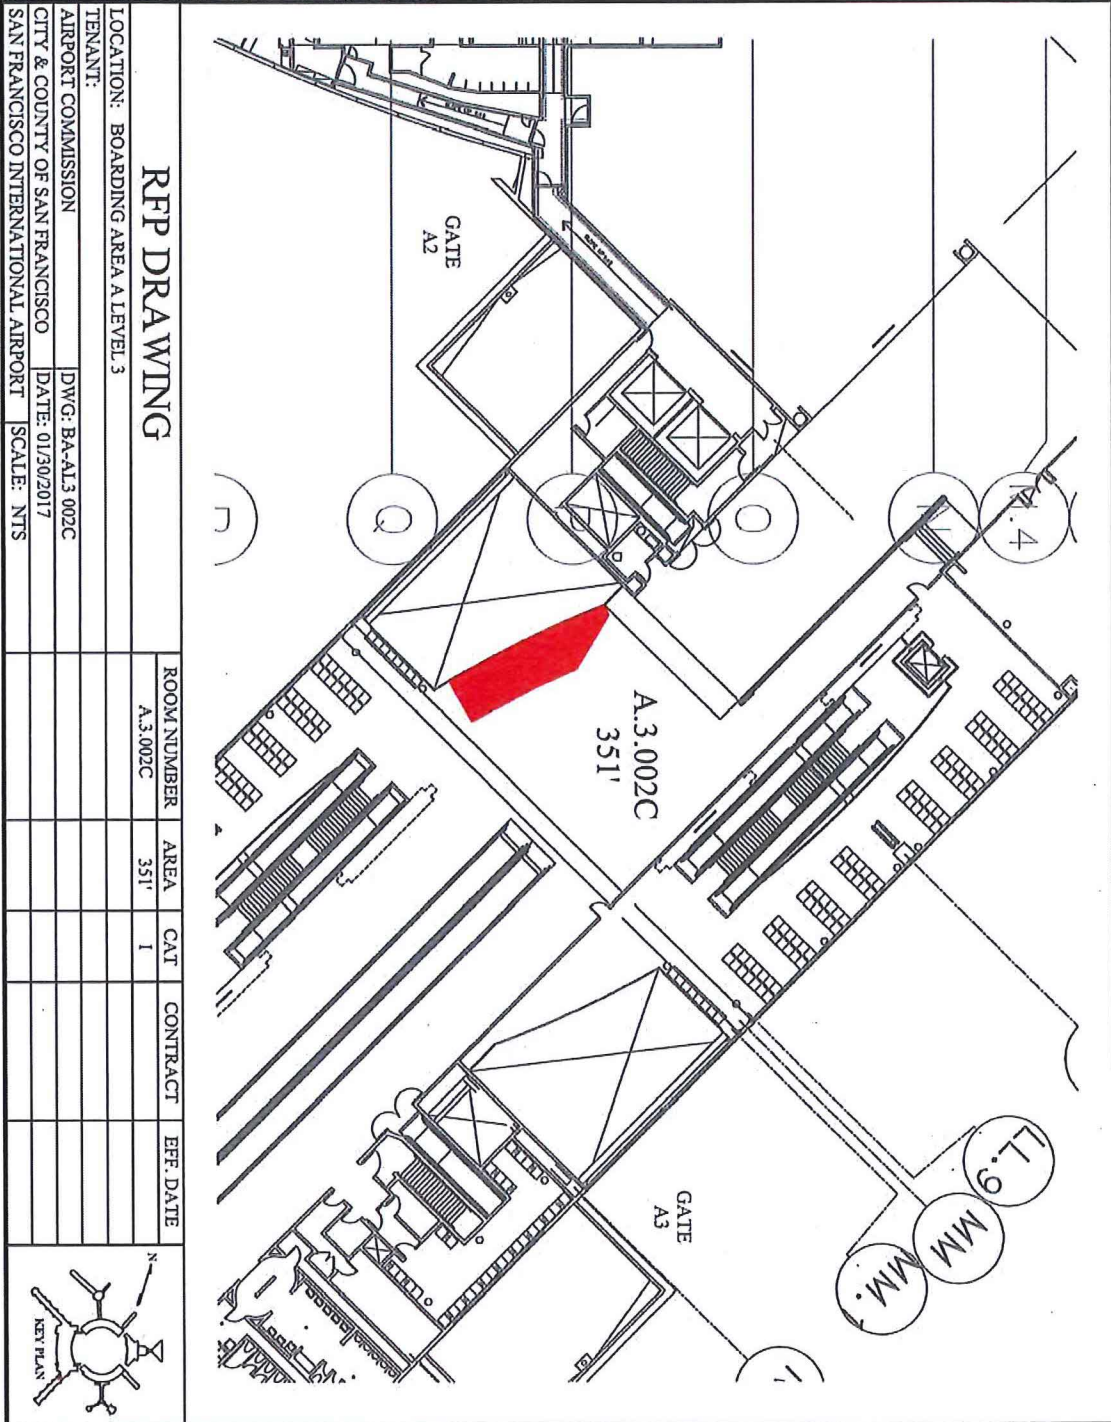 GATE
A2
A.3.002C
351'
GATE
A3
P
Q
O
N
N.4
LL.9
MM
MM.
RFP DRAWING
LOCATION: BOARDING AREA A LEVEL 3
TENANT:
AIRPORT COMMISSION
DWG: BA-AL3 002C
CITY & COUNTY OF SAN FRANCISCO
DATE: 01/30/2017
SAN FRANCISCO INTERNATIONAL AIRPORT
SCALE: NTS
ROOM NUMBER AREA CAT CONTRACT EFF. DATE
A.3.002C 351' I
N
KEY PLAN